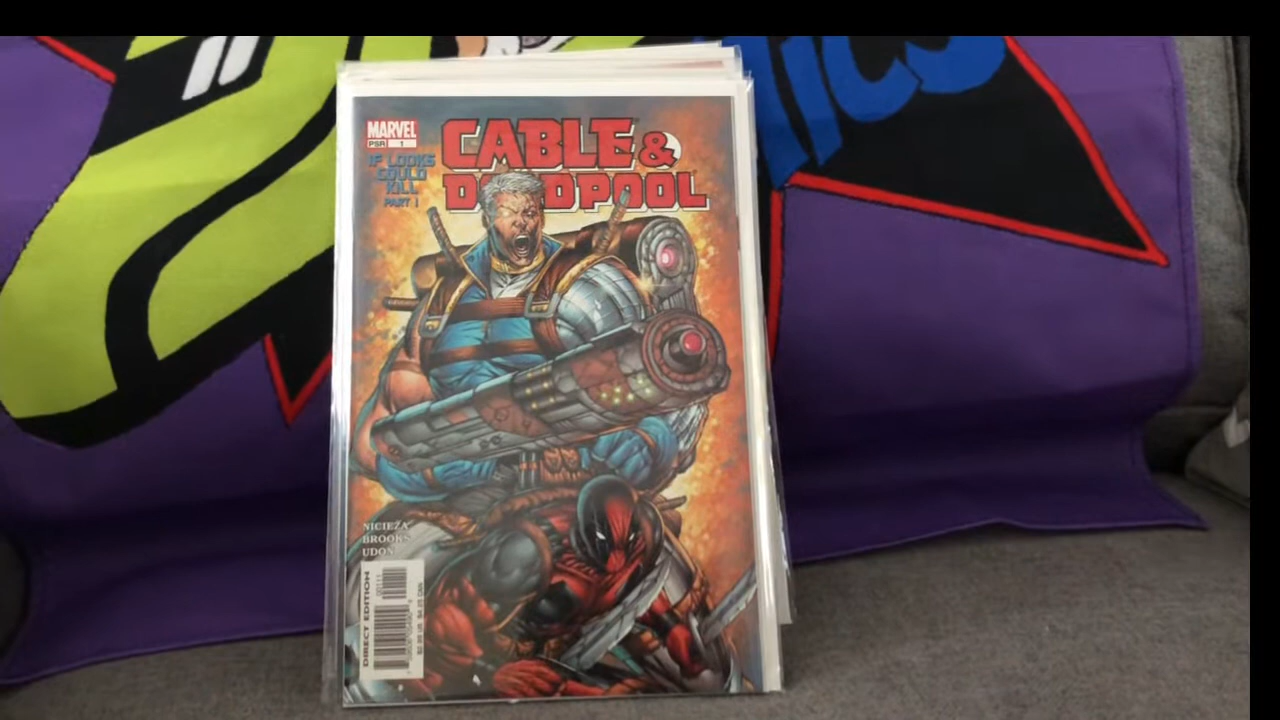 MARVEL
PSR 1
IF LOOKS
COULD
KILL
PART 1
CABLE &
DEADPOOL
NICIEZA
BROOKS
UDON
DIRECT EDITION